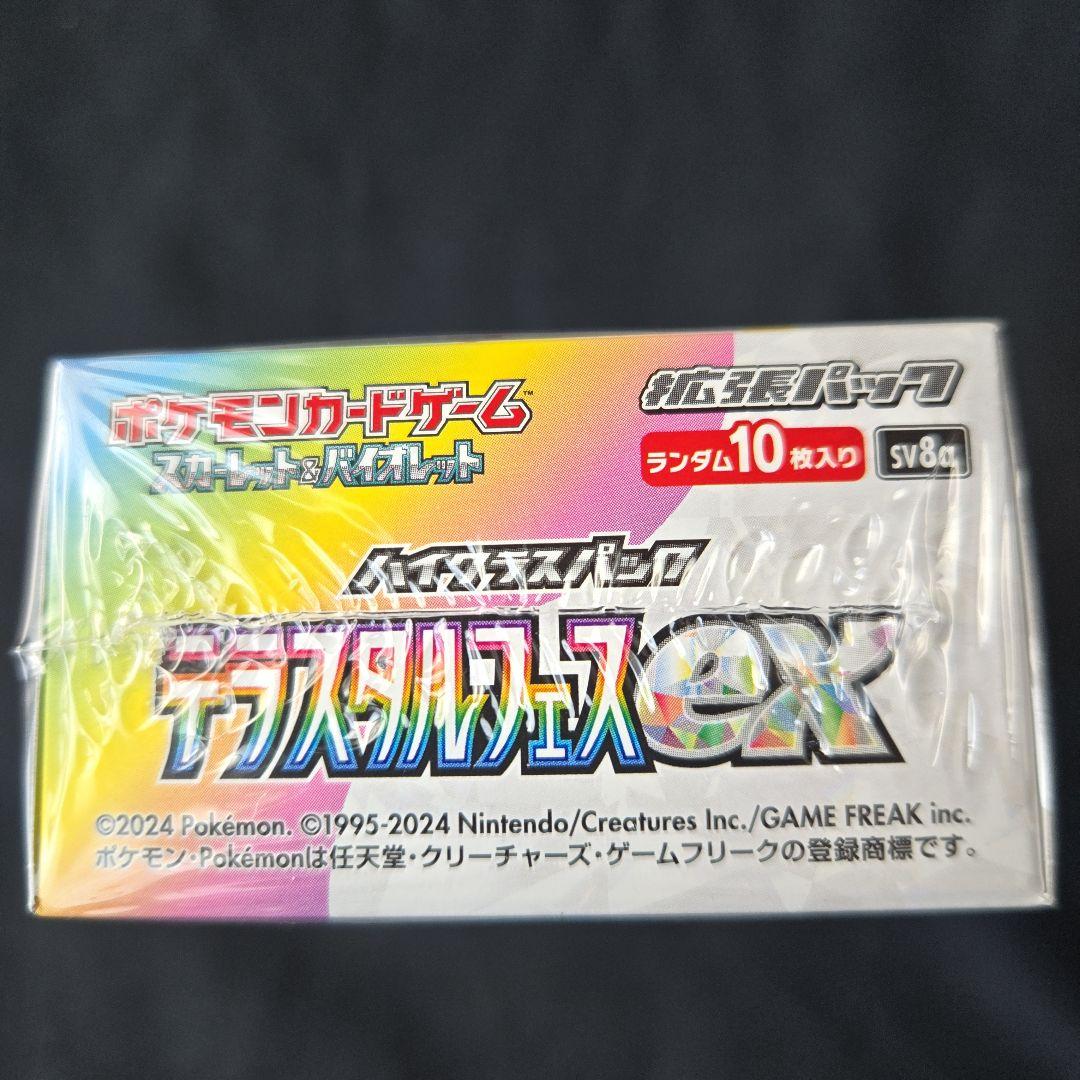 ポケモンカードゲーム™
スカーレット&バイオレット
拡張パック
ランダム10枚入り
SV8a
ハイクラスパック
テラスタルフェスex
©2024 Pokémon. ©1995-2024 Nintendo/Creatures Inc./GAME FREAK inc.
ポケモン・Pokémonは任天堂・クリーチャーズ・ゲームフリークの登録商標です。